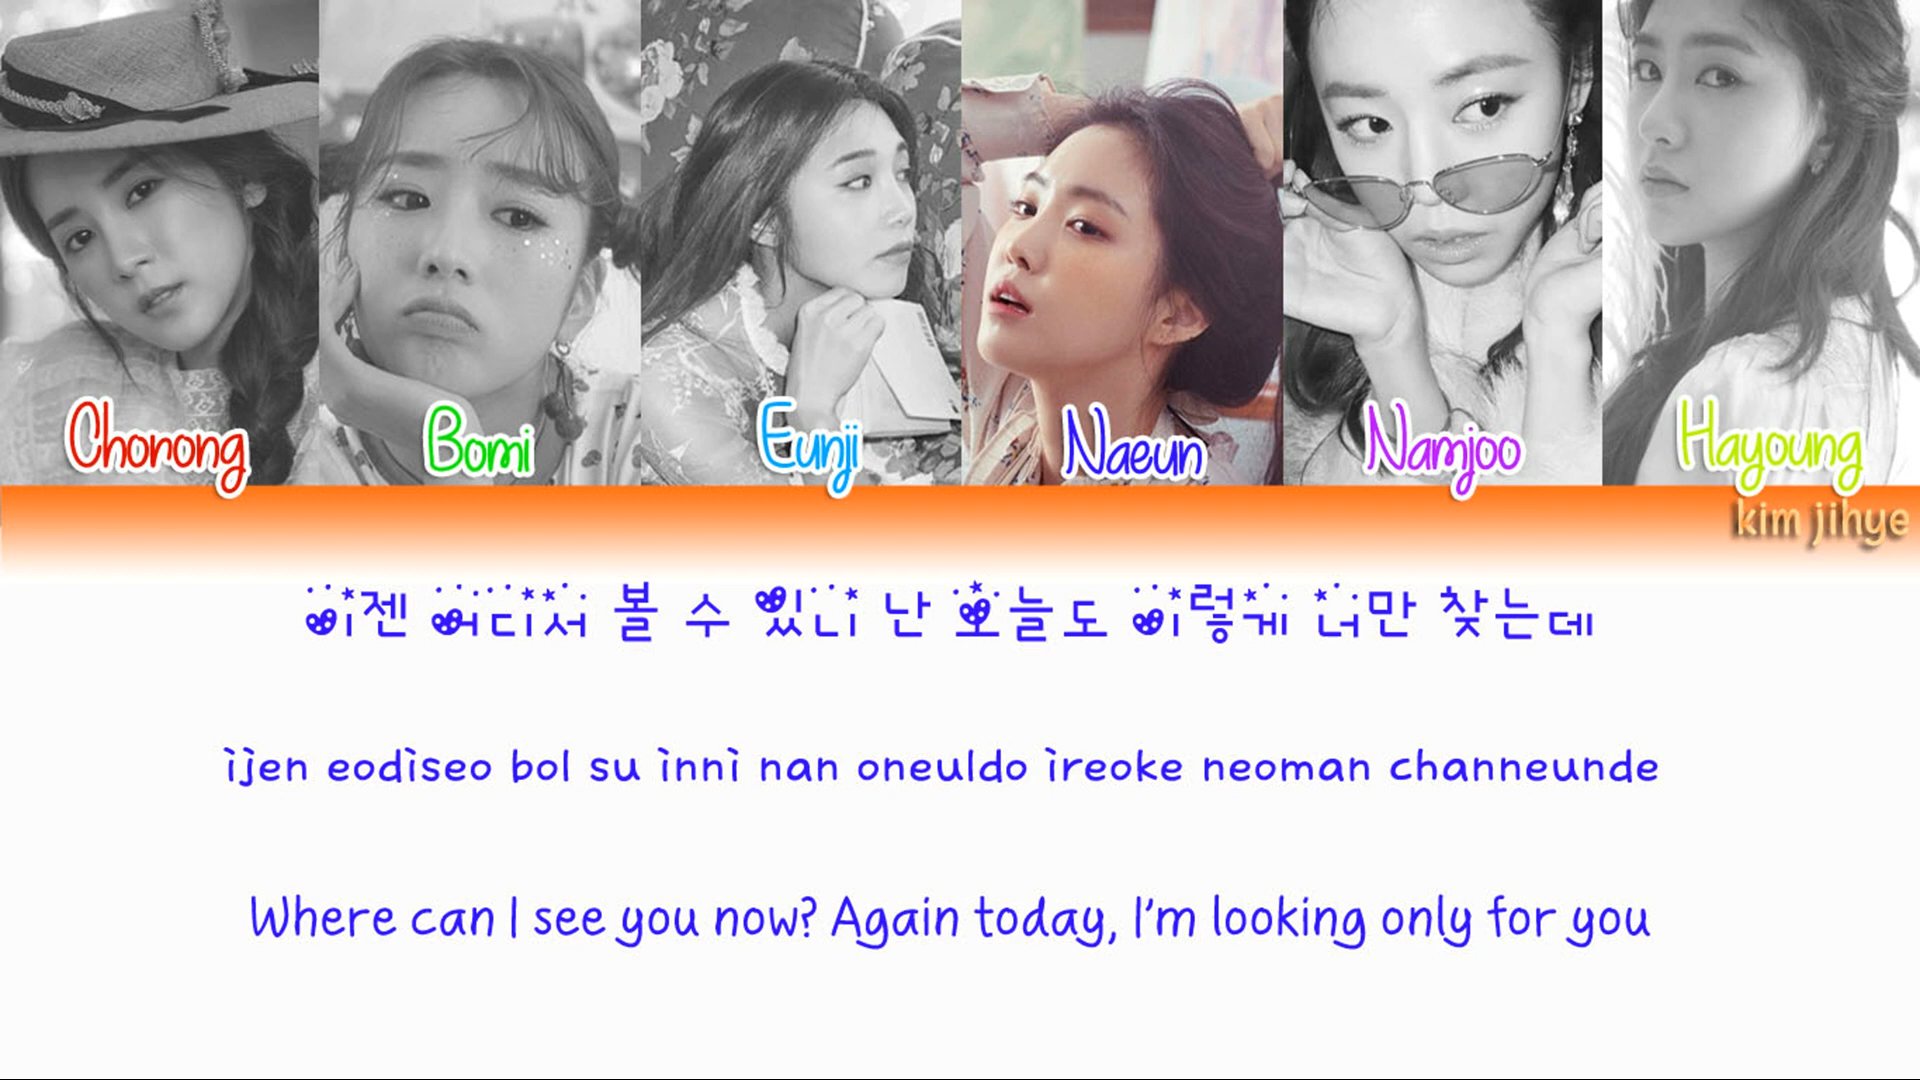 Chorong Bomi Eunji Naeun Namjoo Hayoung
kim jihye
이젠 어디서 볼 수 있니 난 오늘도 이렇게 너만 찾는데
ijen eodiseo bol su inni nan oneuldo ireoke neoman channeunde
Where can I see you now? Again today, I'm looking only for you